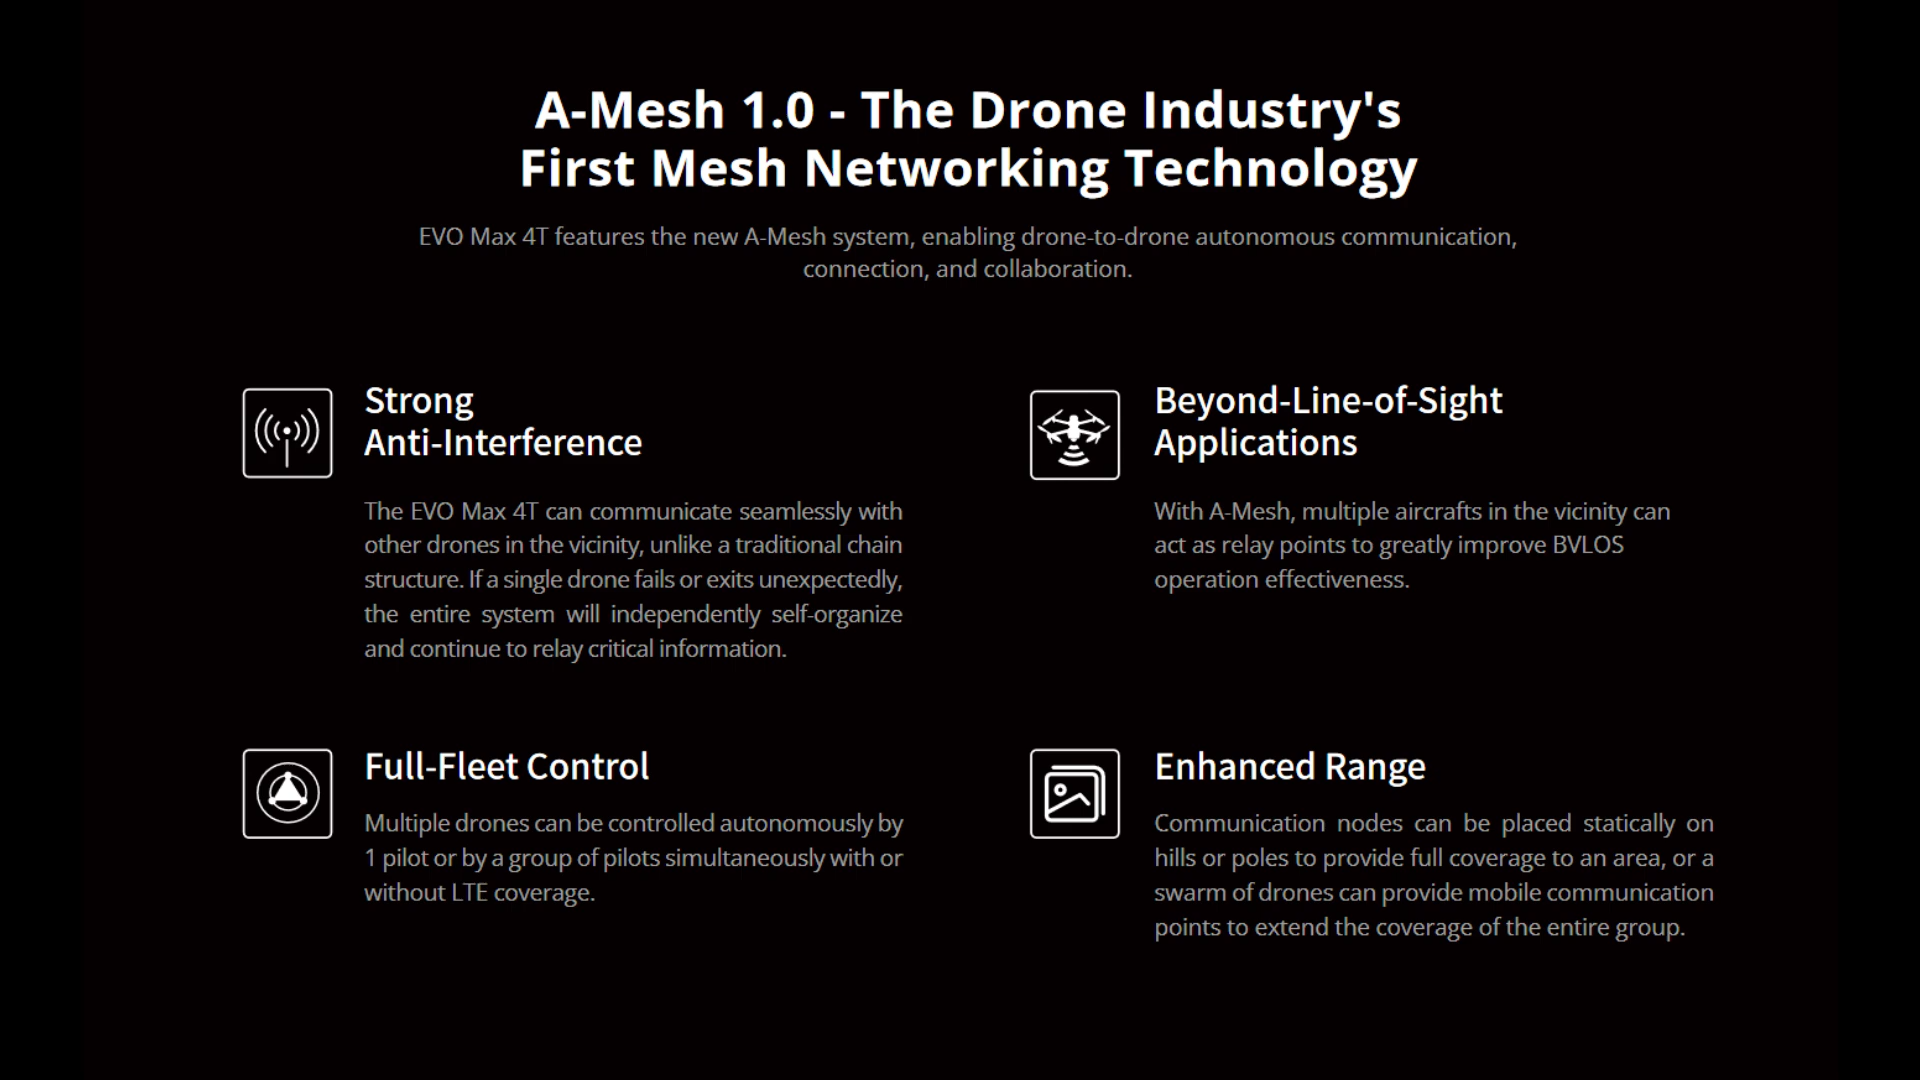 A-Mesh 1.0 - The Drone Industry's
First Mesh Networking Technology
EVO Max 4T features the new A-Mesh system, enabling drone-to-drone autonomous communication,
connection, and collaboration.
Strong
Anti-Interference
The EVO Max 4T can communicate seamlessly with
other drones in the vicinity, unlike a traditional chain
structure. If a single drone fails or exits unexpectedly,
the entire system will independently self-organize
and continue to relay critical information.
Beyond-Line-of-Sight
Applications
With A-Mesh, multiple aircrafts in the vicinity can
act as relay points to greatly improve BVLOS
operation effectiveness.
Full-Fleet Control
Multiple drones can be controlled autonomously by
1 pilot or by a group of pilots simultaneously with or
without LTE coverage.
Enhanced Range
Communication nodes can be placed statically on
hills or poles to provide full coverage to an area, or a
swarm of drones can provide mobile communication
points to extend the coverage of the entire group.